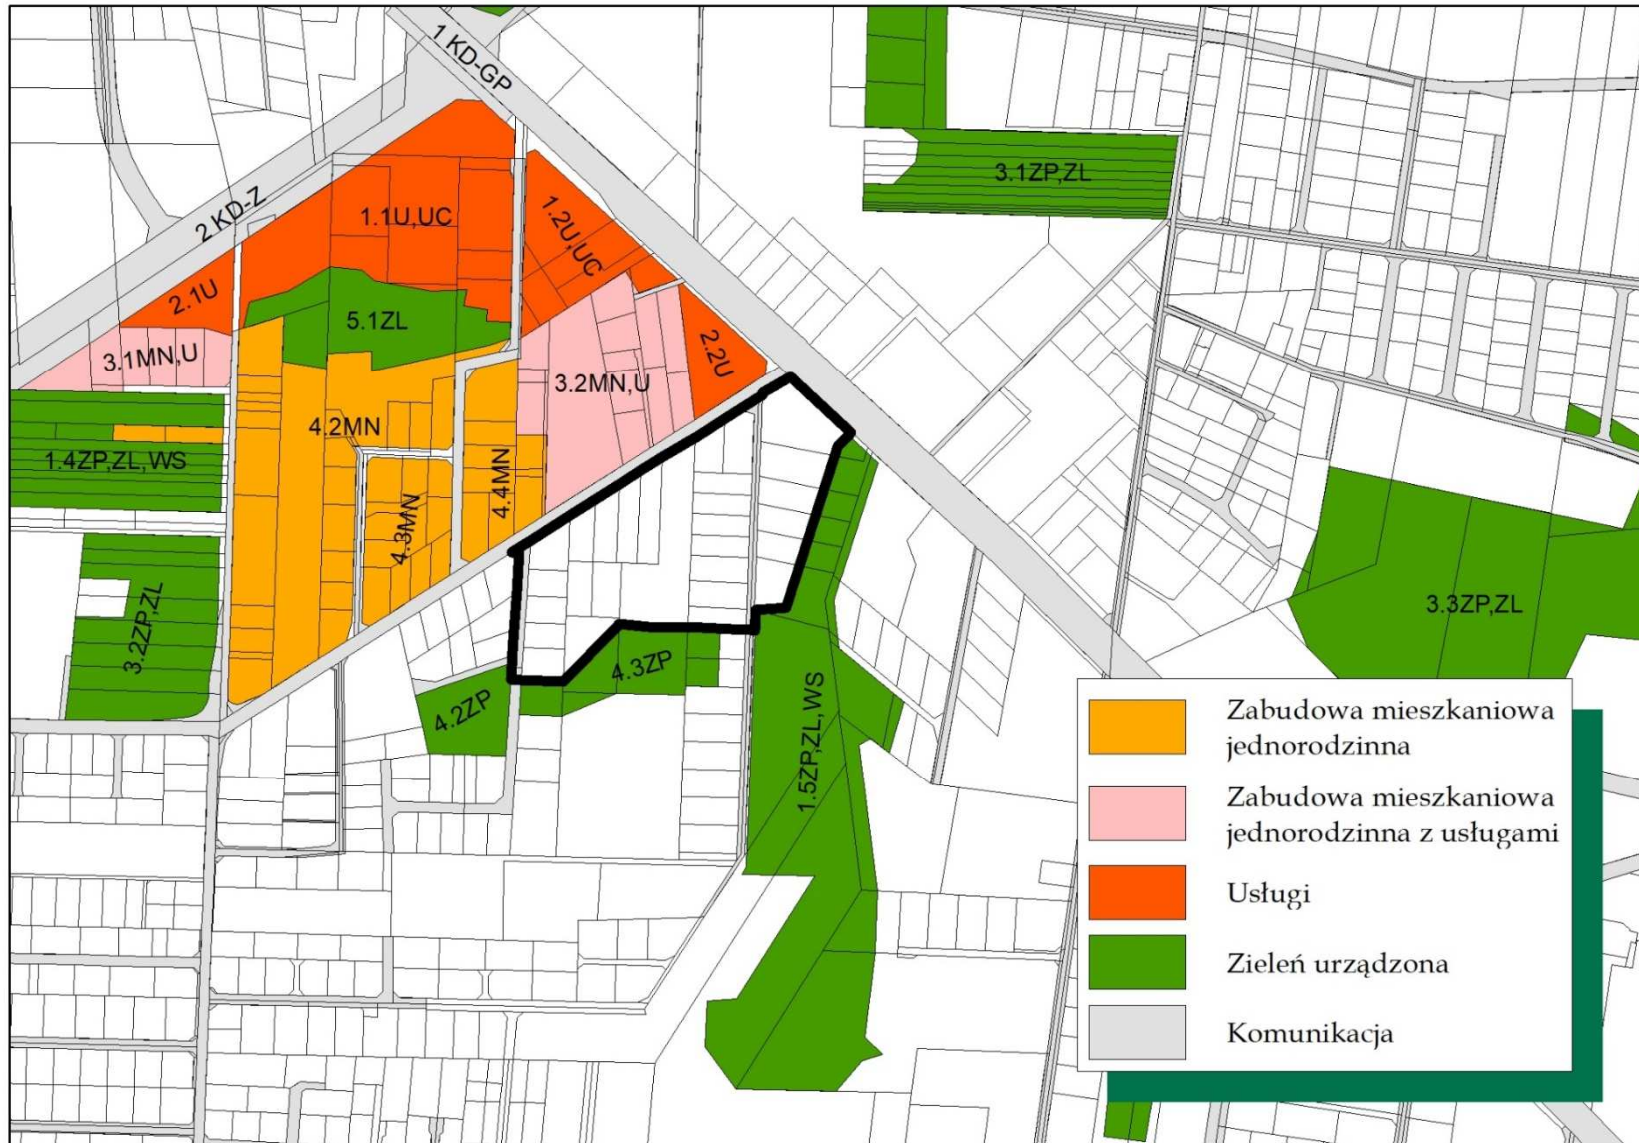 1 KD-GP
3.1ZP,ZL
2 KD-Z
1.1U,UC
1.2U,UC
2.1U
5.1ZL
2.2U
3.1MN,U
3.2MN,U
4.2MN
1.4ZP,ZL,WS
4.4MN
4.3MN
3.2ZP,ZL
3.3ZP,ZL
4.3ZP
4.2ZP
1.5ZP,ZL,WS
Zabudowa mieszkaniowa
jednorodzinna
Zabudowa mieszkaniowa
jednorodzinna z usługami
Usługi
Zieleń urządzona
Komunikacja